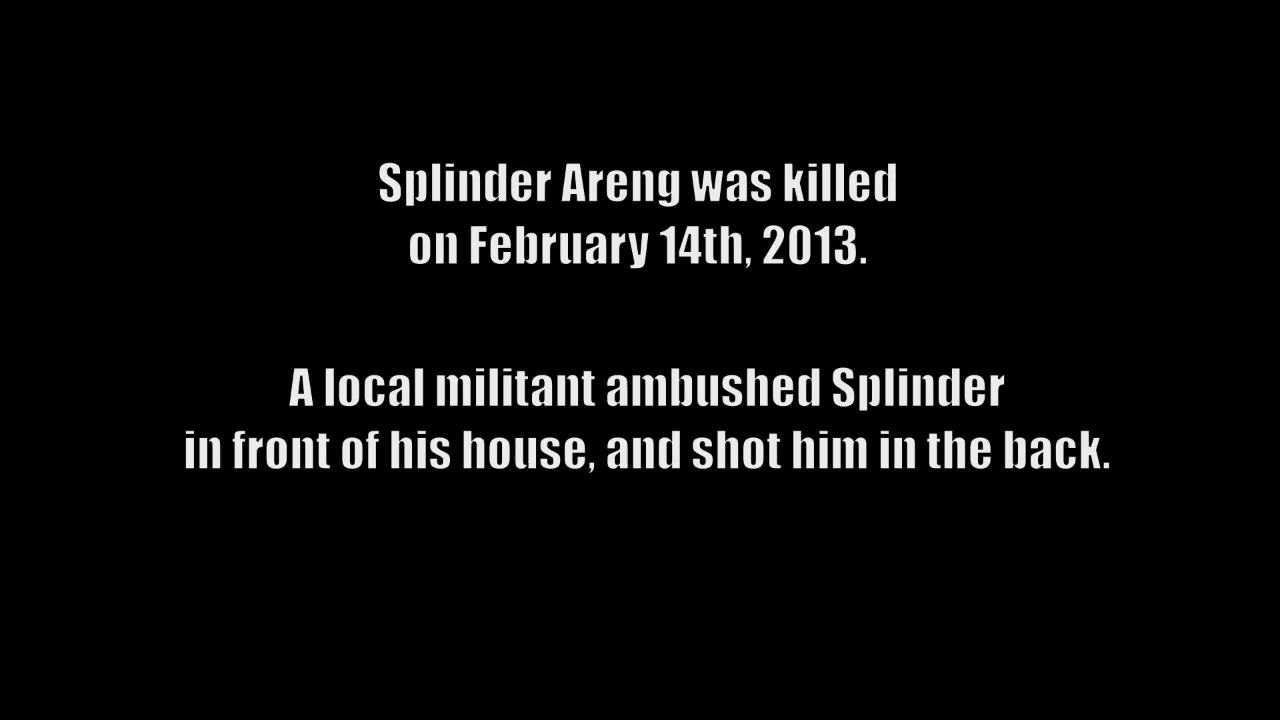 Splinder Areng was killed
on February 14th, 2013.
A local militant ambushed Splinder
in front of his house, and shot him in the back.